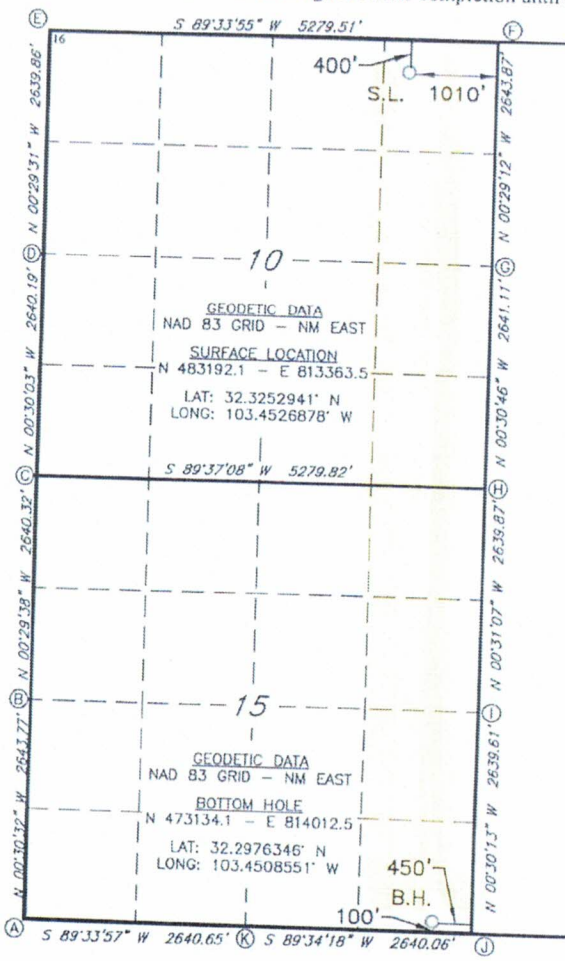 completion until
E
S 89°33'55" W 5279.51'
F
16
400'
S.L. 1010'
N 00°29'31" W 2639.86'
N 00°29'12" W 2643.87'
D
10
G
GEODETIC DATA
NAD 83 GRID - NM EAST
SURFACE LOCATION
N 483192.1 - E 813363.5
LAT: 32.3252941° N
LONG: 103.4526878° W
N 00°30'03" W 2640.19'
N 00°30'46" W 2641.11'
C
S 89°37'08" W 5279.82'
H
N 00°29'38" W 2640.32'
N 00°31'07" W 2639.87'
B
15
I
GEODETIC DATA
NAD 83 GRID - NM EAST
BOTTOM HOLE
N 473134.1 - E 814012.5
LAT: 32.2976346° N
LONG: 103.4508551° W
N 00°30'32" W 2643.77'
N 00°30'13" W 2639.61'
450'
B.H.
100'
A
S 89°33'57" W 2640.65'
K
S 89°34'18" W 2640.06'
J